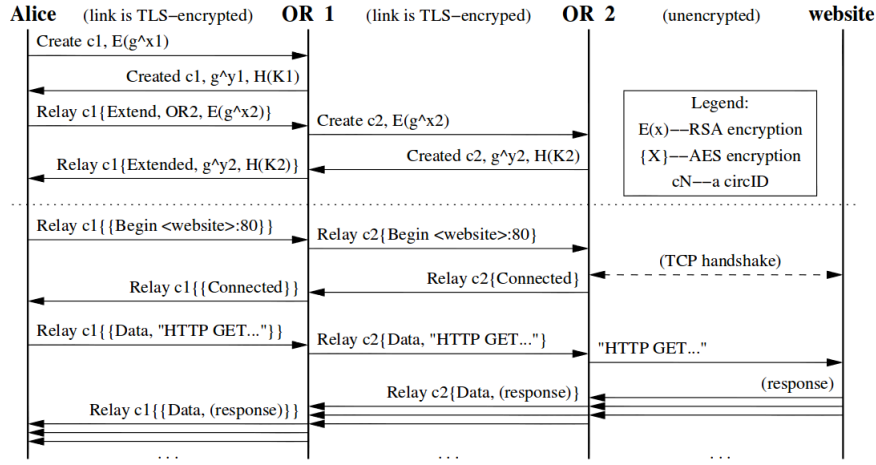 Alice (link is TLS−encrypted) OR 1 (link is TLS−encryped) OR 2 (unencrypted) website
Create c1, E(g^x1)
Created c1, g^y1, H(K1)
Relay c1{Extend, OR2, E(g^x2)}
Create c2, E(g^x2)
Created c2, g^y2, H(K2)
Relay c1{Extended, g^y2, H(K2)}
Legend:
E(x)−−RSA encryption
{X}−−AES encryption
cN−−a circID
Relay c1{{Begin <website>:80}}
Relay c2{Begin <website>:80}
(TCP handshake)
Relay c2{Connected}
Relay c1{{Connected}}
Relay c1{{Data, "HTTP GET..."}}
Relay c2{Data, "HTTP GET..."}
"HTTP GET..."
(response)
Relay c2{Data, (response)}
Relay c1{{Data, (response)}}
. . . . . . . . .